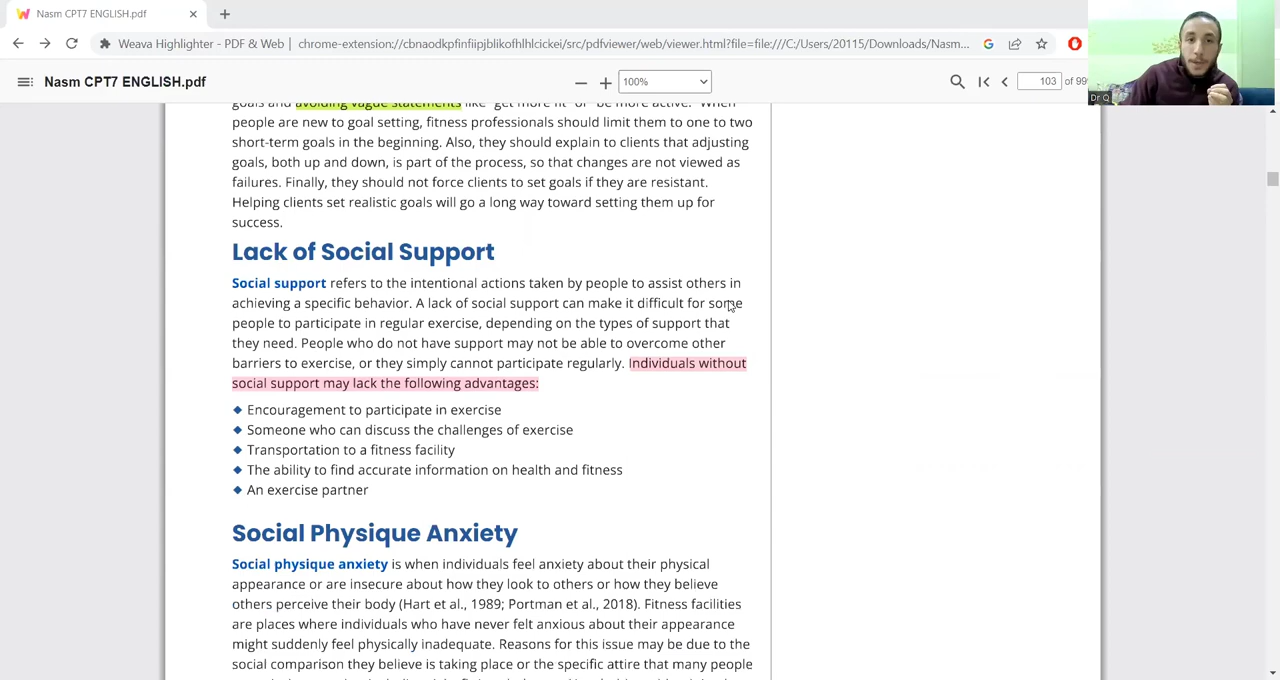 Nasm CPT7 ENGLISH.pdf
Weava Highlighter - PDF & Web | chrome-extension://cbnaodkpfinfiipjblikofhlhlcickei/src/pdfviewer/web/viewer.html?file=file:///C:/Users/20115/Downloads/Nasm...
Nasm CPT7 ENGLISH.pdf
100%
103 of 99
Dr Q
goals and avoiding vague statements like "get more fit" or "be more active." When
people are new to goal setting, fitness professionals should limit them to one to two
short-term goals in the beginning. Also, they should explain to clients that adjusting
goals, both up and down, is part of the process, so that changes are not viewed as
failures. Finally, they should not force clients to set goals if they are resistant.
Helping clients set realistic goals will go a long way toward setting them up for
success.
Lack of Social Support
Social support refers to the intentional actions taken by people to assist others in
achieving a specific behavior. A lack of social support can make it difficult for some
people to participate in regular exercise, depending on the types of support that
they need. People who do not have support may not be able to overcome other
barriers to exercise, or they simply cannot participate regularly. Individuals without
social support may lack the following advantages:
◆ Encouragement to participate in exercise
◆ Someone who can discuss the challenges of exercise
◆ Transportation to a fitness facility
◆ The ability to find accurate information on health and fitness
◆ An exercise partner
Social Physique Anxiety
Social physique anxiety is when individuals feel anxiety about their physical
appearance or are insecure about how they look to others or how they believe
others perceive their body (Hart et al., 1989; Portman et al., 2018). Fitness facilities
are places where individuals who have never felt anxious about their appearance
might suddenly feel physically inadequate. Reasons for this issue may be due to the
social comparison they believe is taking place or the specific attire that many people